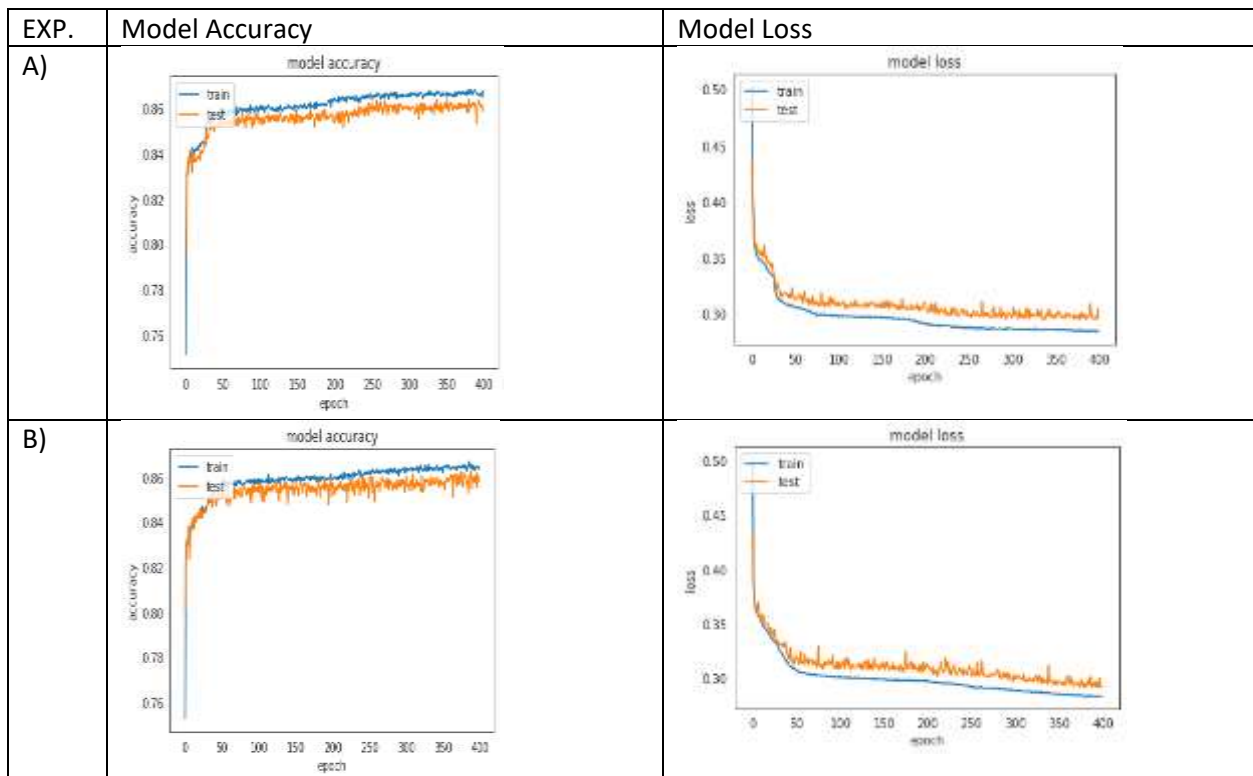 EXP. Model Accuracy Model Loss
A)
model accuracy
train
test
0.86
0.84
0.82
0.80
0.78
0.76
accuracy
0 50 100 150 200 250 300 350 400
epoch
model loss
train
test
0.50
0.45
0.40
0.35
0.30
loss
0 50 100 150 200 250 300 350 400
epoch
B)
model accuracy
train
test
0.86
0.84
0.82
0.80
0.78
0.76
accuracy
0 50 100 150 200 250 300 350 400
epoch
model loss
train
test
0.50
0.45
0.40
0.35
0.30
loss
0 50 100 150 200 250 300 350 400
epoch